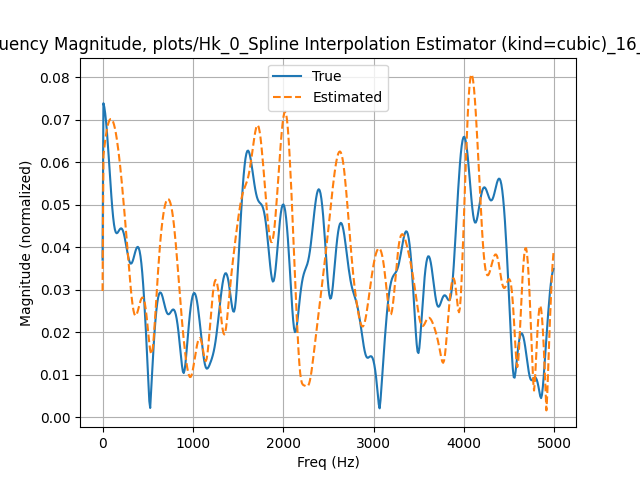 uency Magnitude, plots/Hk_0_Spline Interpolation Estimator (kind=cubic)_16_
True
Estimated
Magnitude (normalized)
0.08
0.07
0.06
0.05
0.04
0.03
0.02
0.01
0.00
0 1000 2000 3000 4000 5000
Freq (Hz)